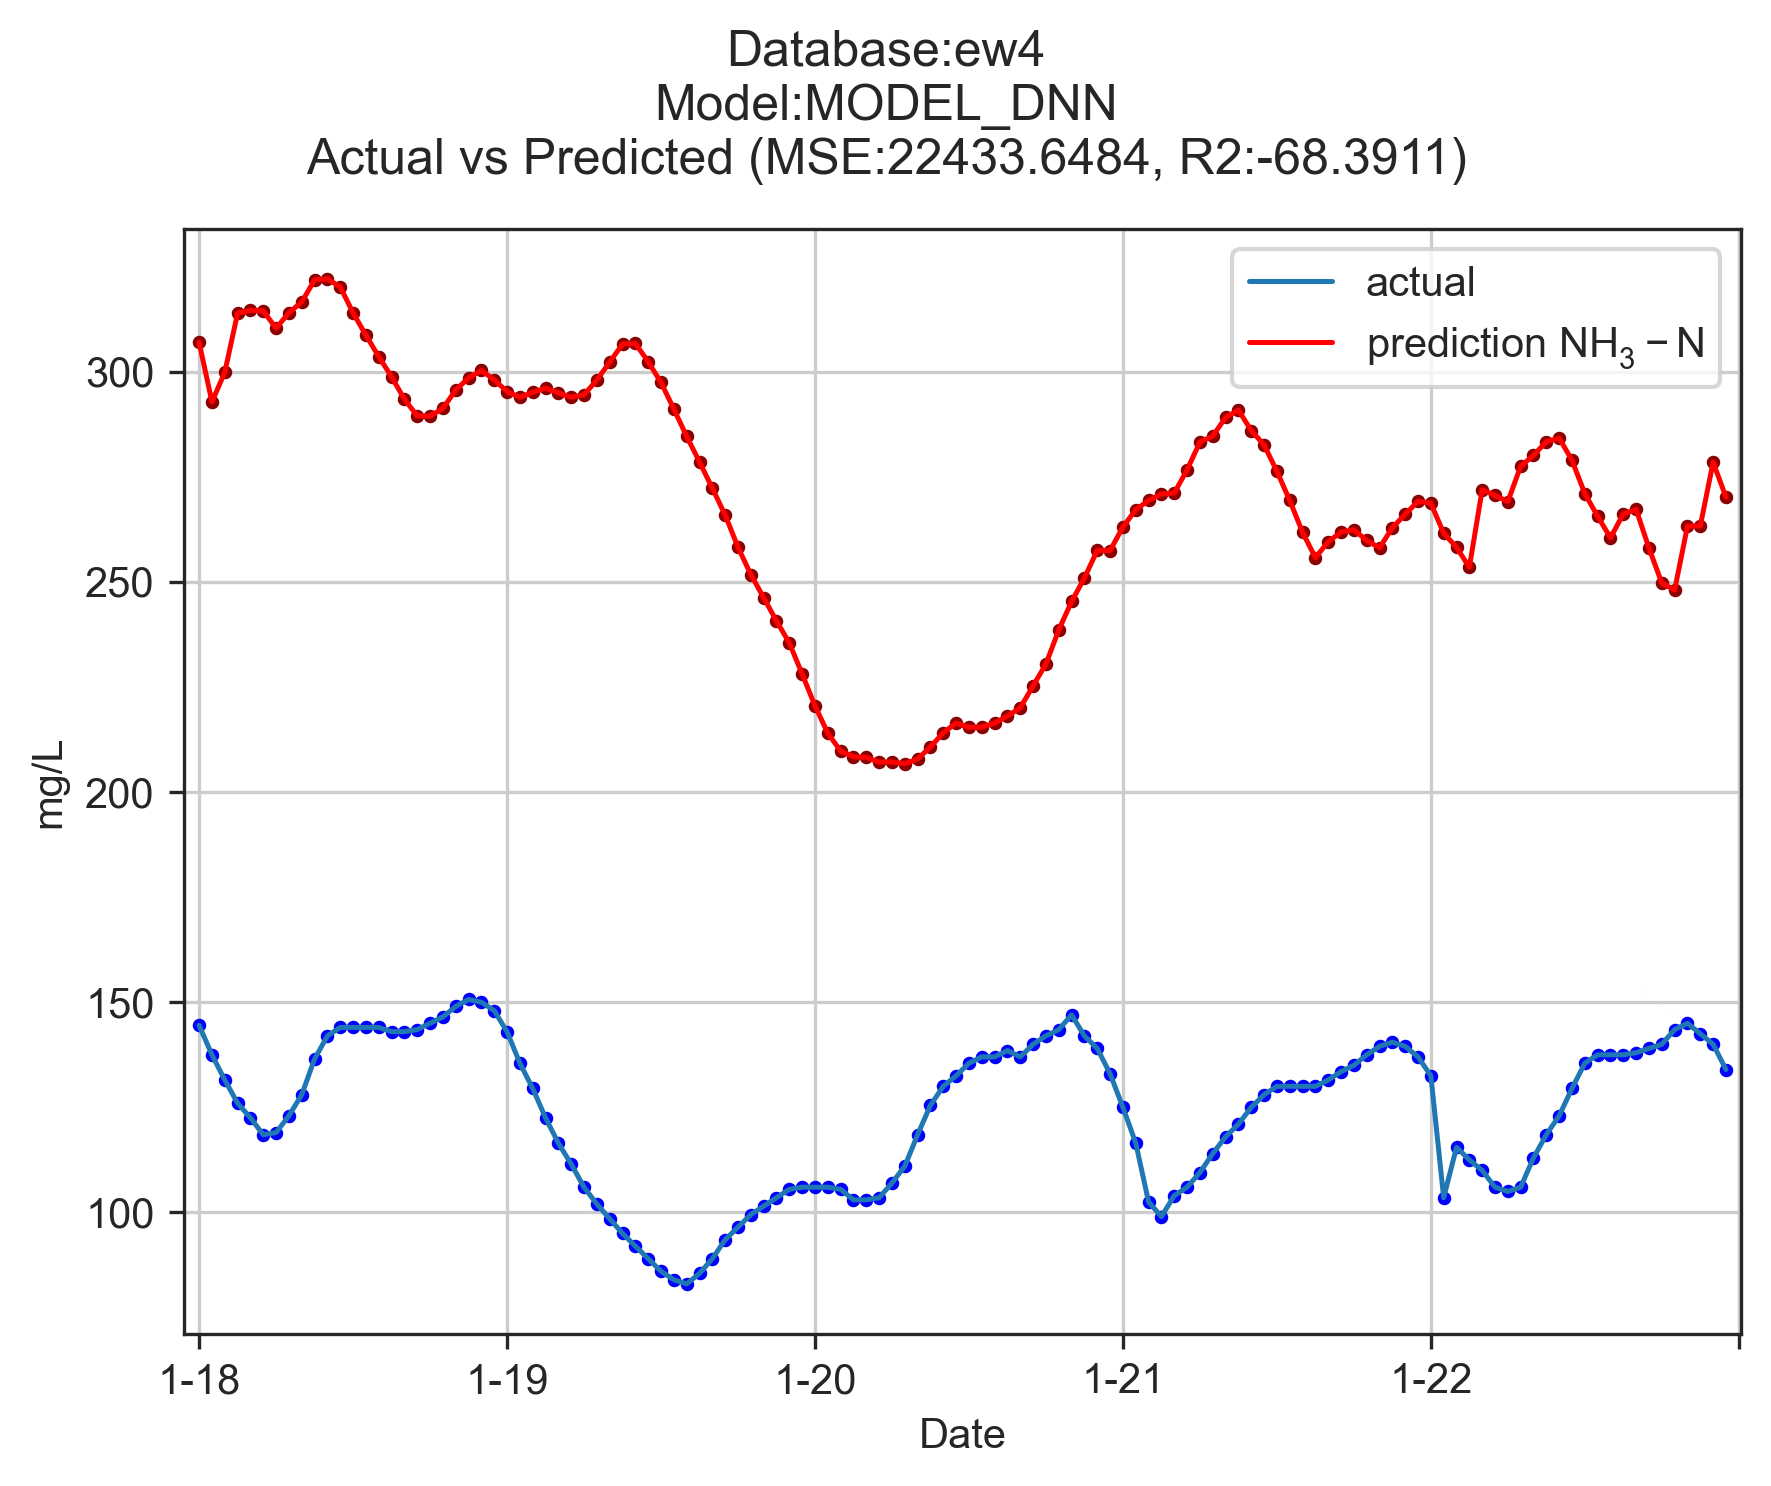 Database:ew4
Model:MODEL_DNN
Actual vs Predicted (MSE:22433.6484, R2:-68.3911)
actual
prediction NH₃ − N
300
250
200
150
100
mg/L
1-18 1-19 1-20 1-21 1-22
Date